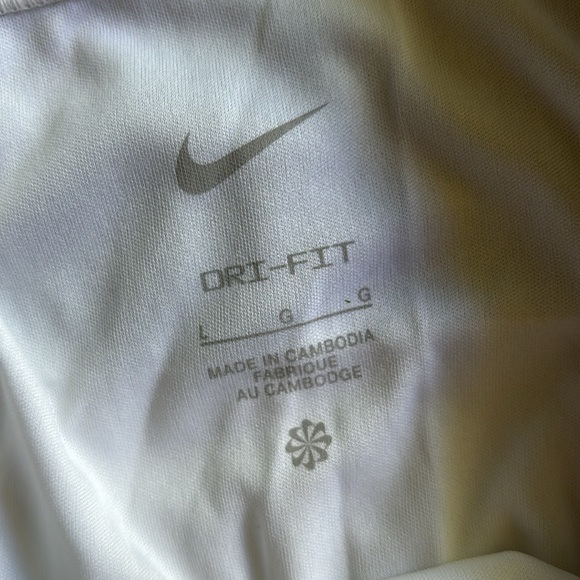 DRI-FIT
L G G
MADE IN CAMBODIA
FABRIQUE
AU CAMBODGE